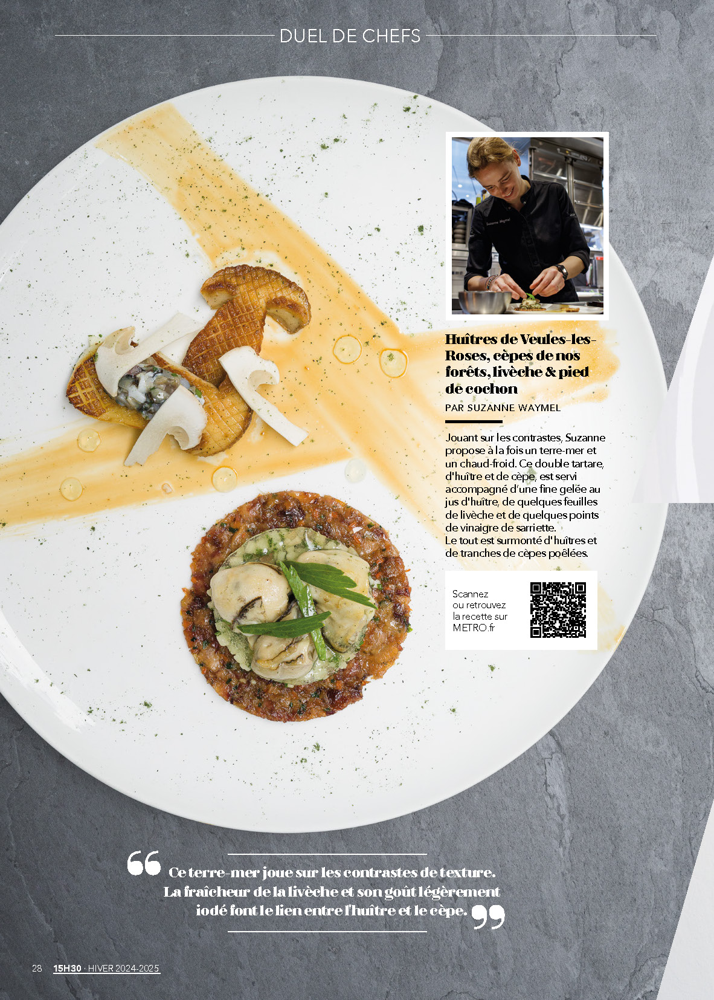 DUEL DE CHEFS
Suzanne Waymel
Huîtres de Veules-les-
Roses, cèpes de nos
forêts, livèche & pied
de cochon
PAR SUZANNE WAYMEL
Jouant sur les contrastes, Suzanne
propose à la fois un terre-mer et
un chaud-froid. Ce double tartare,
d'huître et de cèpe, est servi
accompagné d’une fine gelée au
jus d'huître, de quelques feuilles
de livèche et de quelques points
de vinaigre de sarriette.
Le tout est surmonté d'huîtres et
de tranches de cèpes poêlées.
Scannez
ou retrouvez
la recette sur
METRO.fr
“ Ce terre-mer joue sur les contrastes de texture.
La fraîcheur de la livèche et son goût légèrement
iodé font le lien entre l'huître et le cèpe. ”
28 15H30 · HIVER 2024-2025